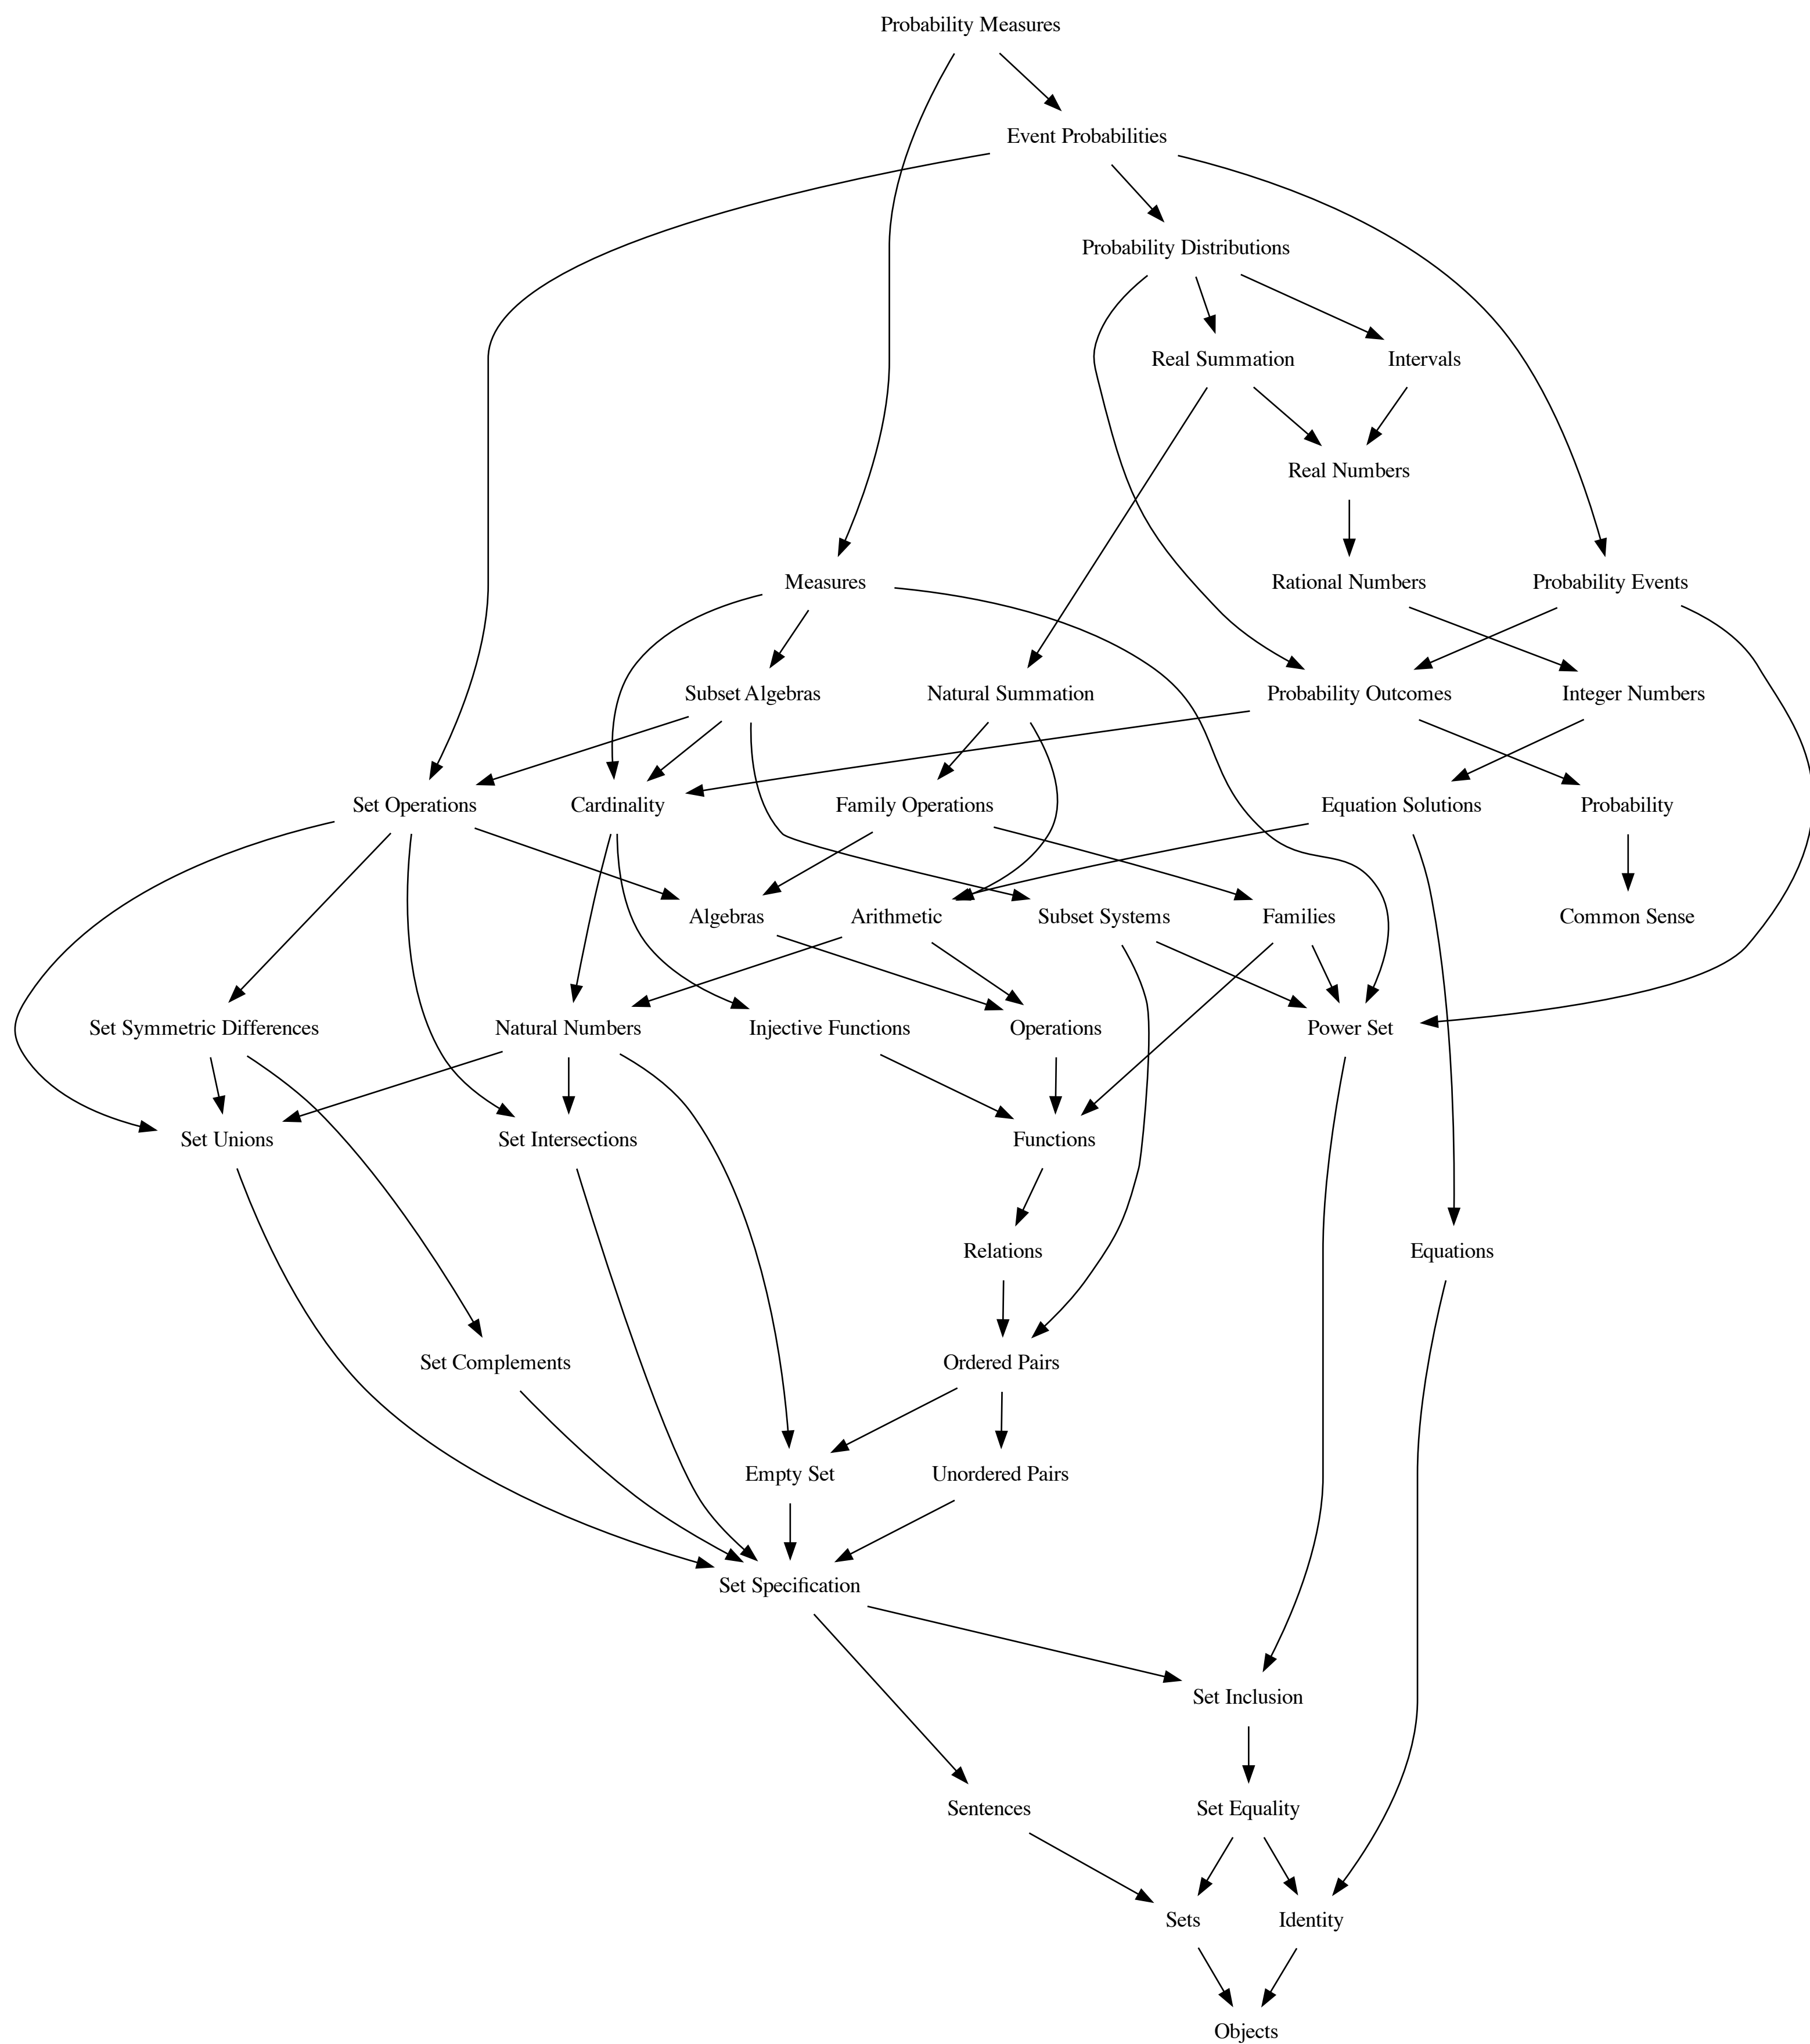 Probability Measures
Event Probabilities
Probability Distributions
Real Summation
Intervals
Real Numbers
Measures
Rational Numbers
Probability Events
Subset Algebras
Natural Summation
Probability Outcomes
Integer Numbers
Set Operations
Cardinality
Family Operations
Equation Solutions
Probability
Algebras
Arithmetic
Subset Systems
Families
Common Sense
Set Symmetric Differences
Natural Numbers
Injective Functions
Operations
Power Set
Set Unions
Set Intersections
Functions
Relations
Equations
Set Complements
Ordered Pairs
Empty Set
Unordered Pairs
Set Specification
Set Inclusion
Sentences
Set Equality
Sets
Identity
Objects